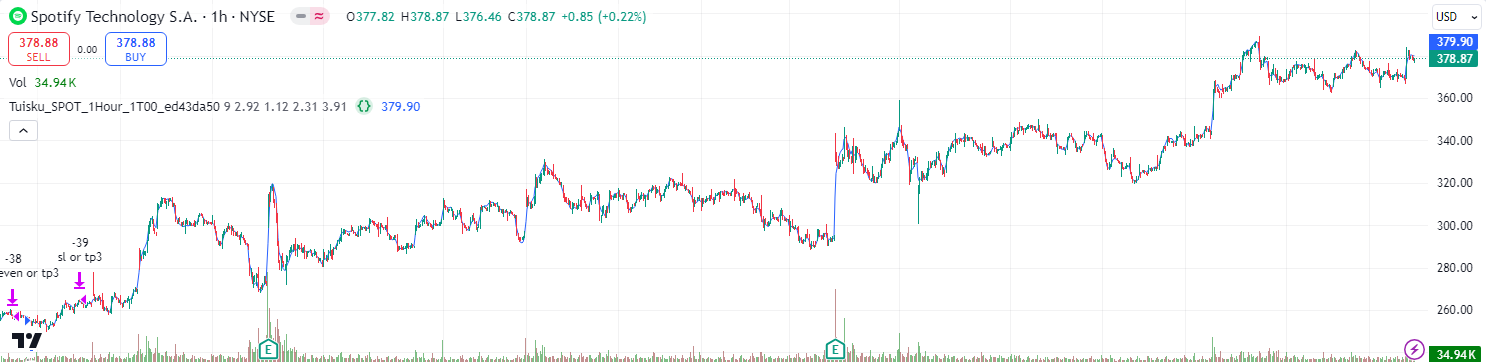 Spotify Technology S.A. · 1h · NYSE
O377.82 H378.87 L376.46 C378.87 +0.85 (+0.22%)
USD
378.88
SELL
0.00
378.88
BUY
379.90
378.87
Vol 34.94K
Tuisku_SPOT_1Hour_1T00_ed43da50 9 2.92 1.12 2.31 3.91 {} 379.90
360.00
340.00
320.00
300.00
280.00
260.00
-38
even or tp3
-39
sl or tp3
E
E
34.94K